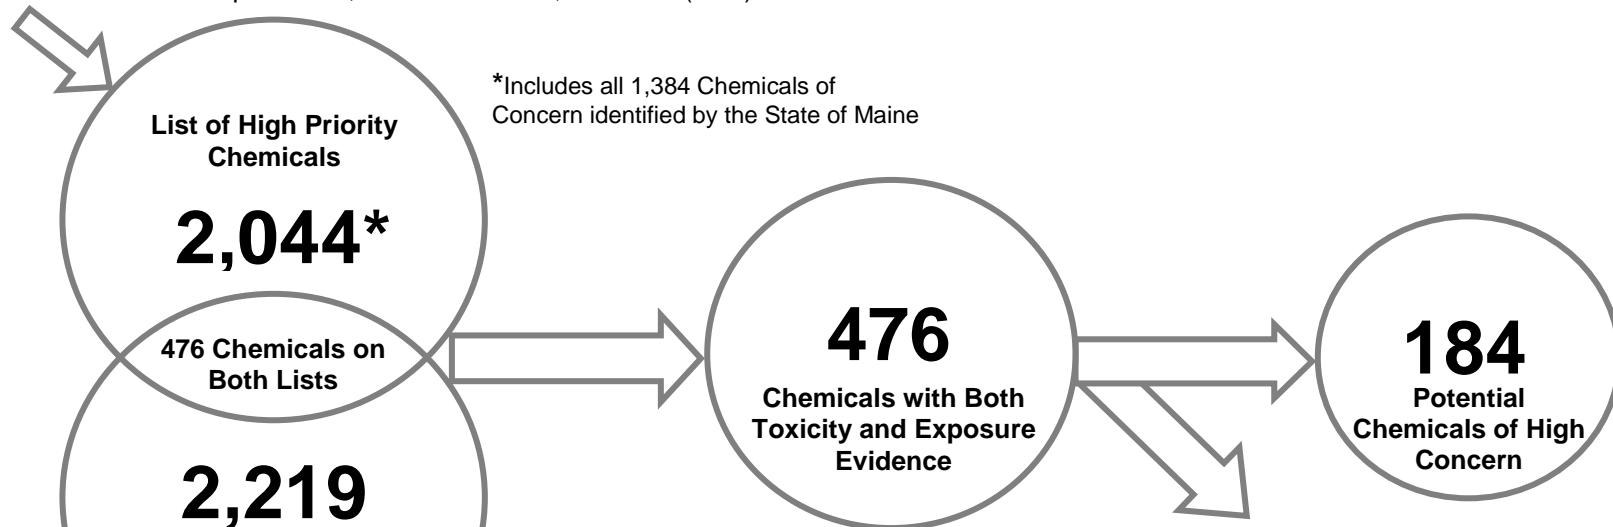 *Includes all 1,384 Chemicals of
Concern identified by the State of Maine
List of High Priority
Chemicals
2,044*
476 Chemicals on
Both Lists
2,219
476
Chemicals with Both
Toxicity and Exposure
Evidence
184
Potential
Chemicals of High
Concern